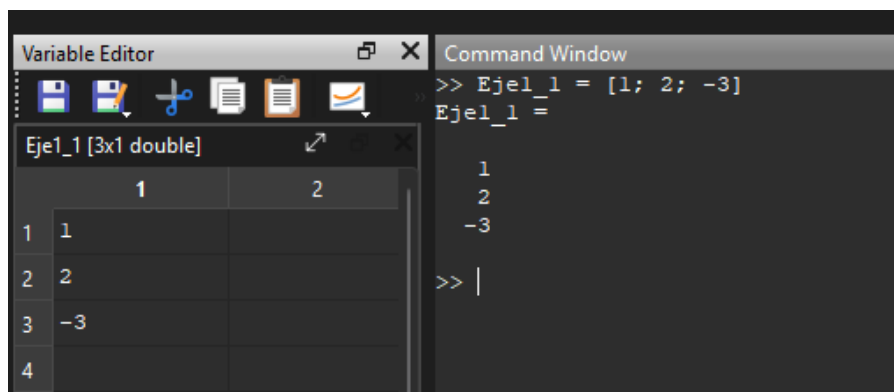 Variable Editor
Eje1_1 [3x1 double]
1 2
1 1
2 2
3 -3
4
Command Window
>> Eje1_1 = [1; 2; -3]
Eje1_1 =
1
2
-3
>>